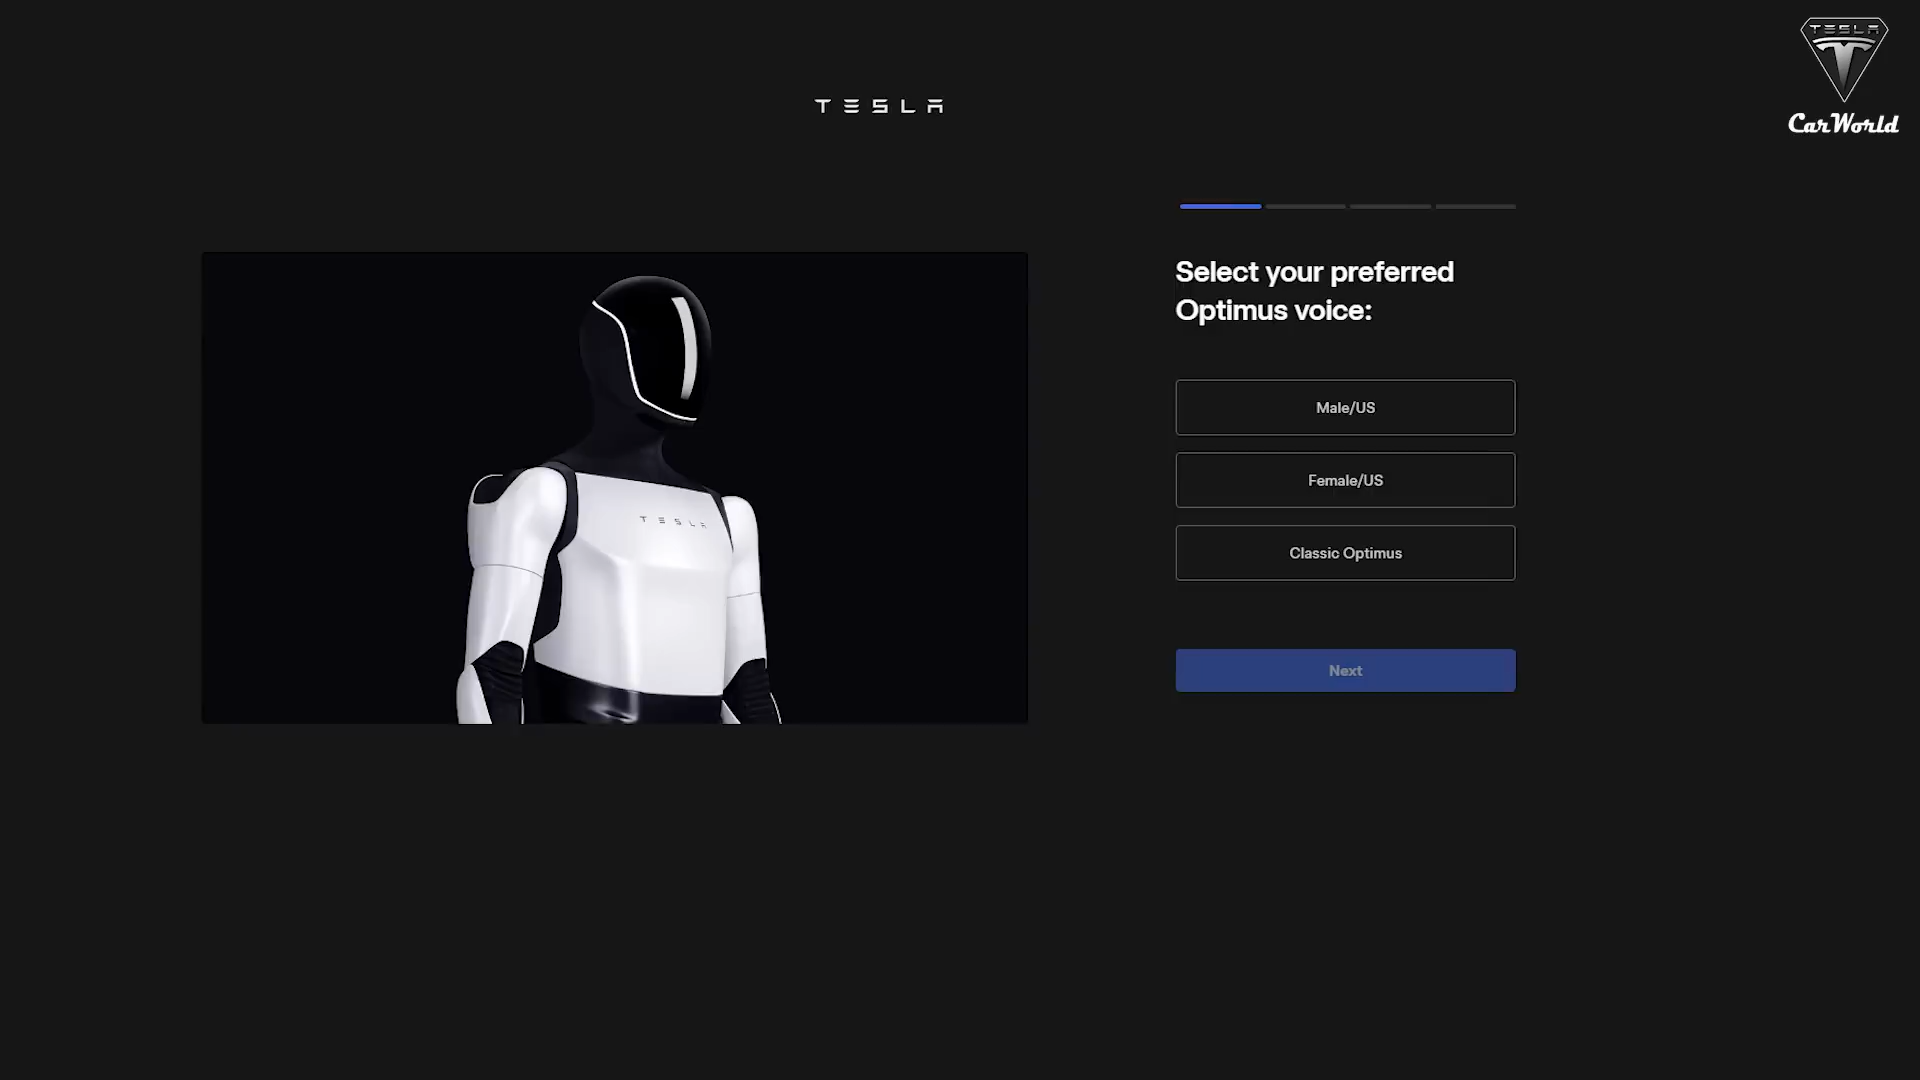 TESLA
CarWorld
TESLA
Select your preferred
Optimus voice:
Male/US
Female/US
Classic Optimus
Next
TESLA